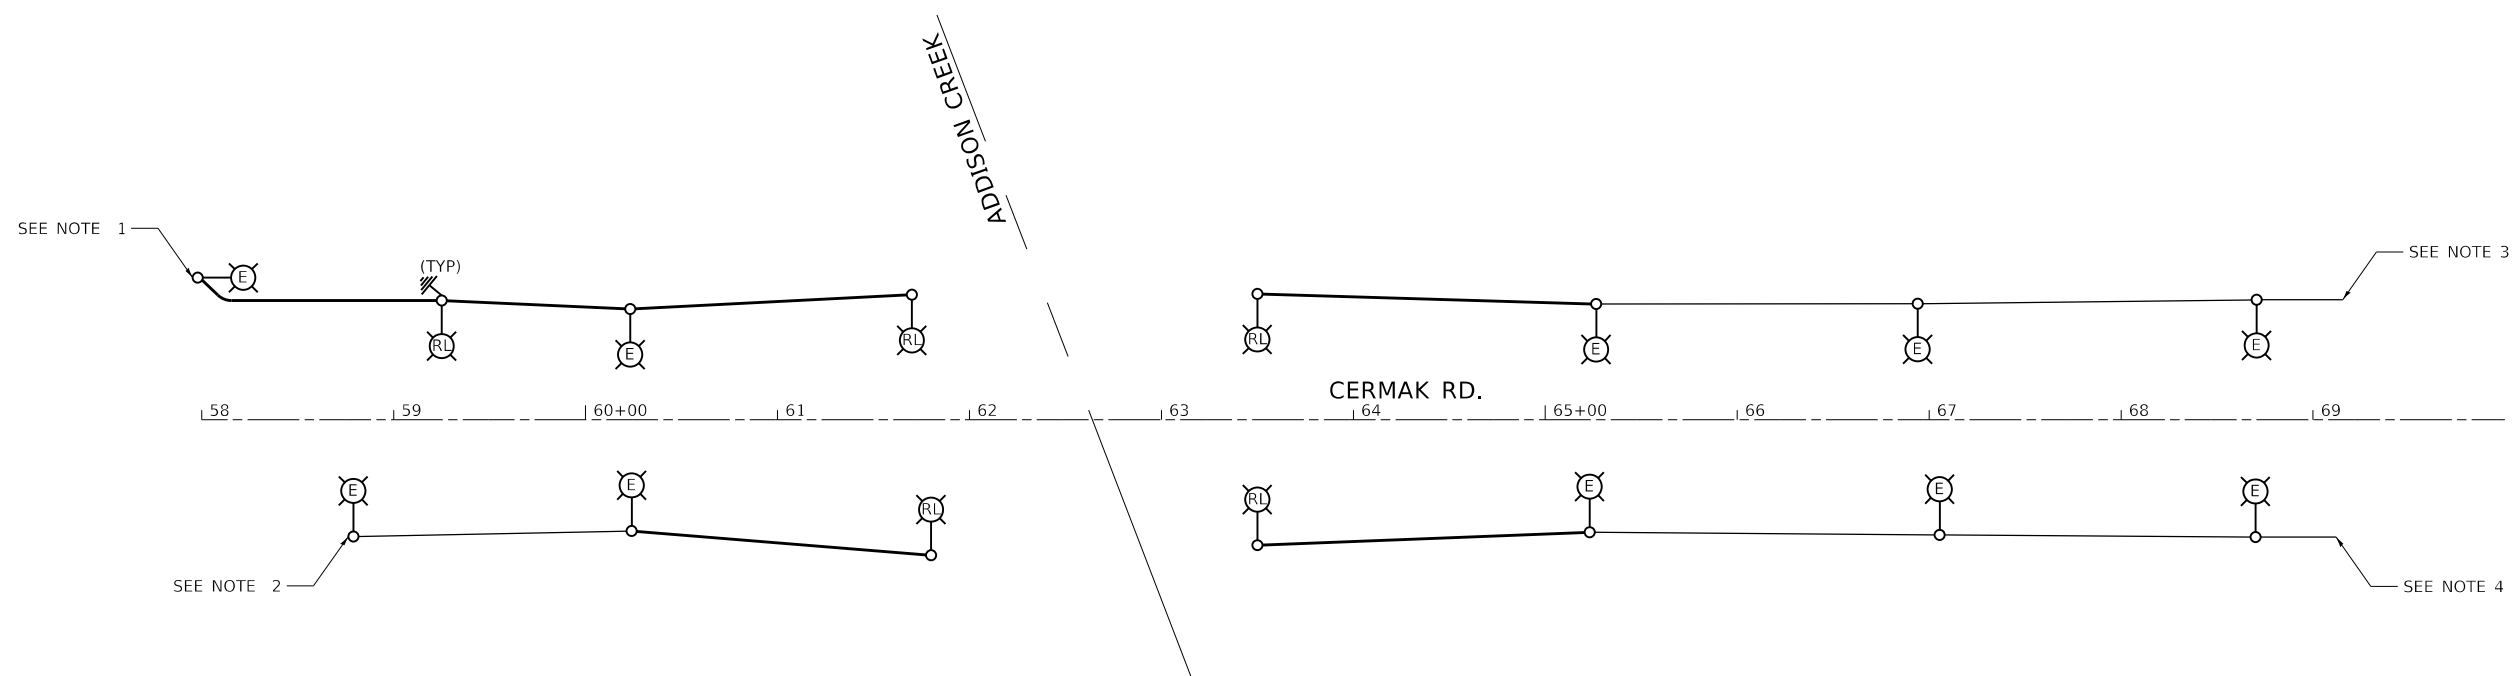 ADDISON CREEK
SEE NOTE 1
SEE NOTE 3
E
(TYP)
RL
E
RL
RL
E
E
E
CERMAK RD.
58
59
60+00
61
62
63
64
65+00
66
67
68
69
E
E
RL
RL
E
E
E
SEE NOTE 2
SEE NOTE 4